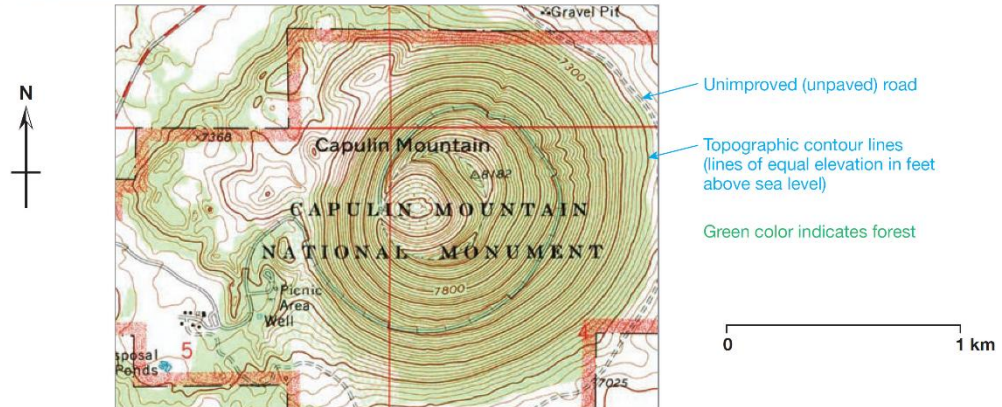 Gravel Pit
7300
Unimproved (unpaved) road
N
7368
Capulin Mountain
8182
Topographic contour lines
(lines of equal elevation in feet
above sea level)
CAPULIN MOUNTAIN
NATIONAL MONUMENT
Green color indicates forest
7800
Picnic
Area
Well
5
4
sposal
Ponds
7025
0
1 km